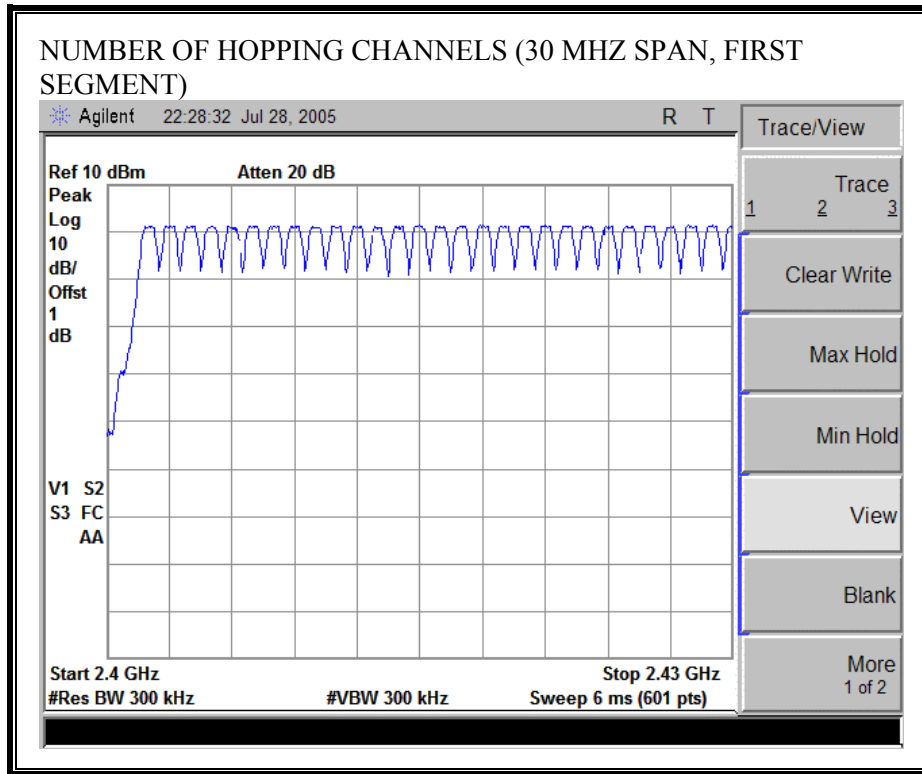 NUMBER OF HOPPING CHANNELS (30 MHZ SPAN, FIRST
SEGMENT)
Agilent 22:28:32 Jul 28, 2005 R T
Trace/View
Ref 10 dBm Atten 20 dB
Peak
Log
10
dB/
Offst
1
dB
V1 S2
S3 FC
AA
Start 2.4 GHz Stop 2.43 GHz
#Res BW 300 kHz #VBW 300 kHz Sweep 6 ms (601 pts)
Trace
1 2 3
Clear Write
Max Hold
Min Hold
View
Blank
More
1 of 2